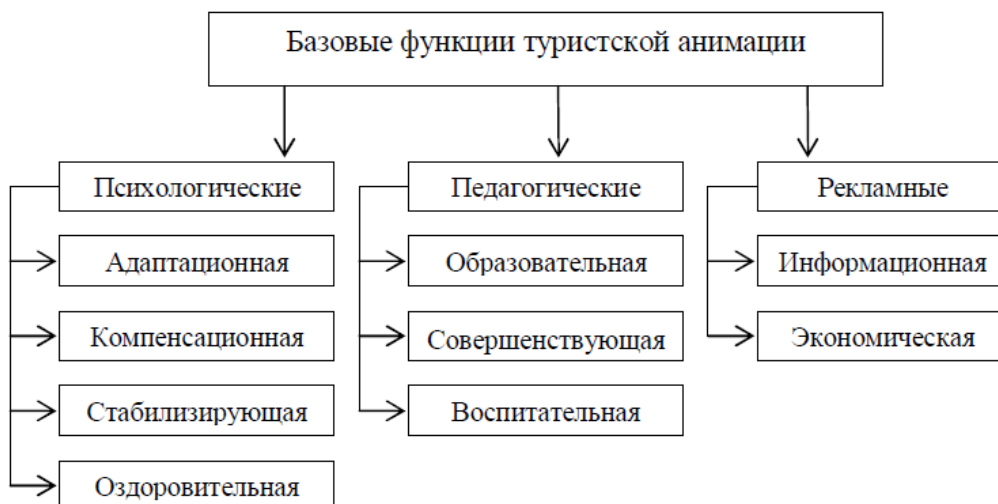 Базовые функции туристской анимации
Психологические
Адаптационная
Компенсационная
Стабилизирующая
Оздоровительная
Педагогические
Образовательная
Совершенствующая
Воспитательная
Рекламные
Информационная
Экономическая